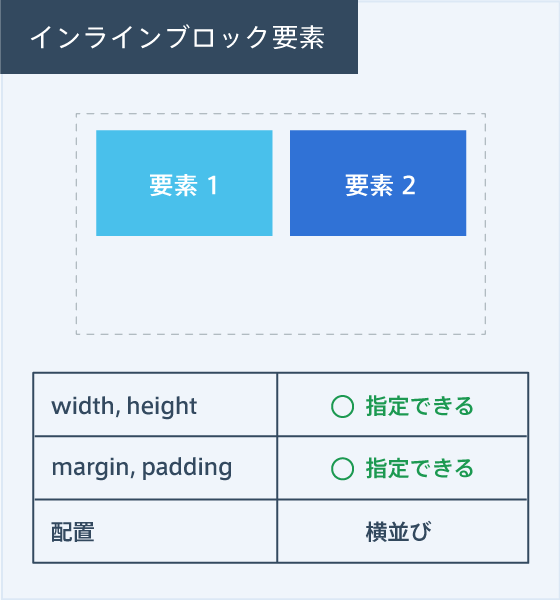 インラインブロック要素
要素 1
要素 2
width, height
○ 指定できる
margin, padding
○ 指定できる
配置
横並び